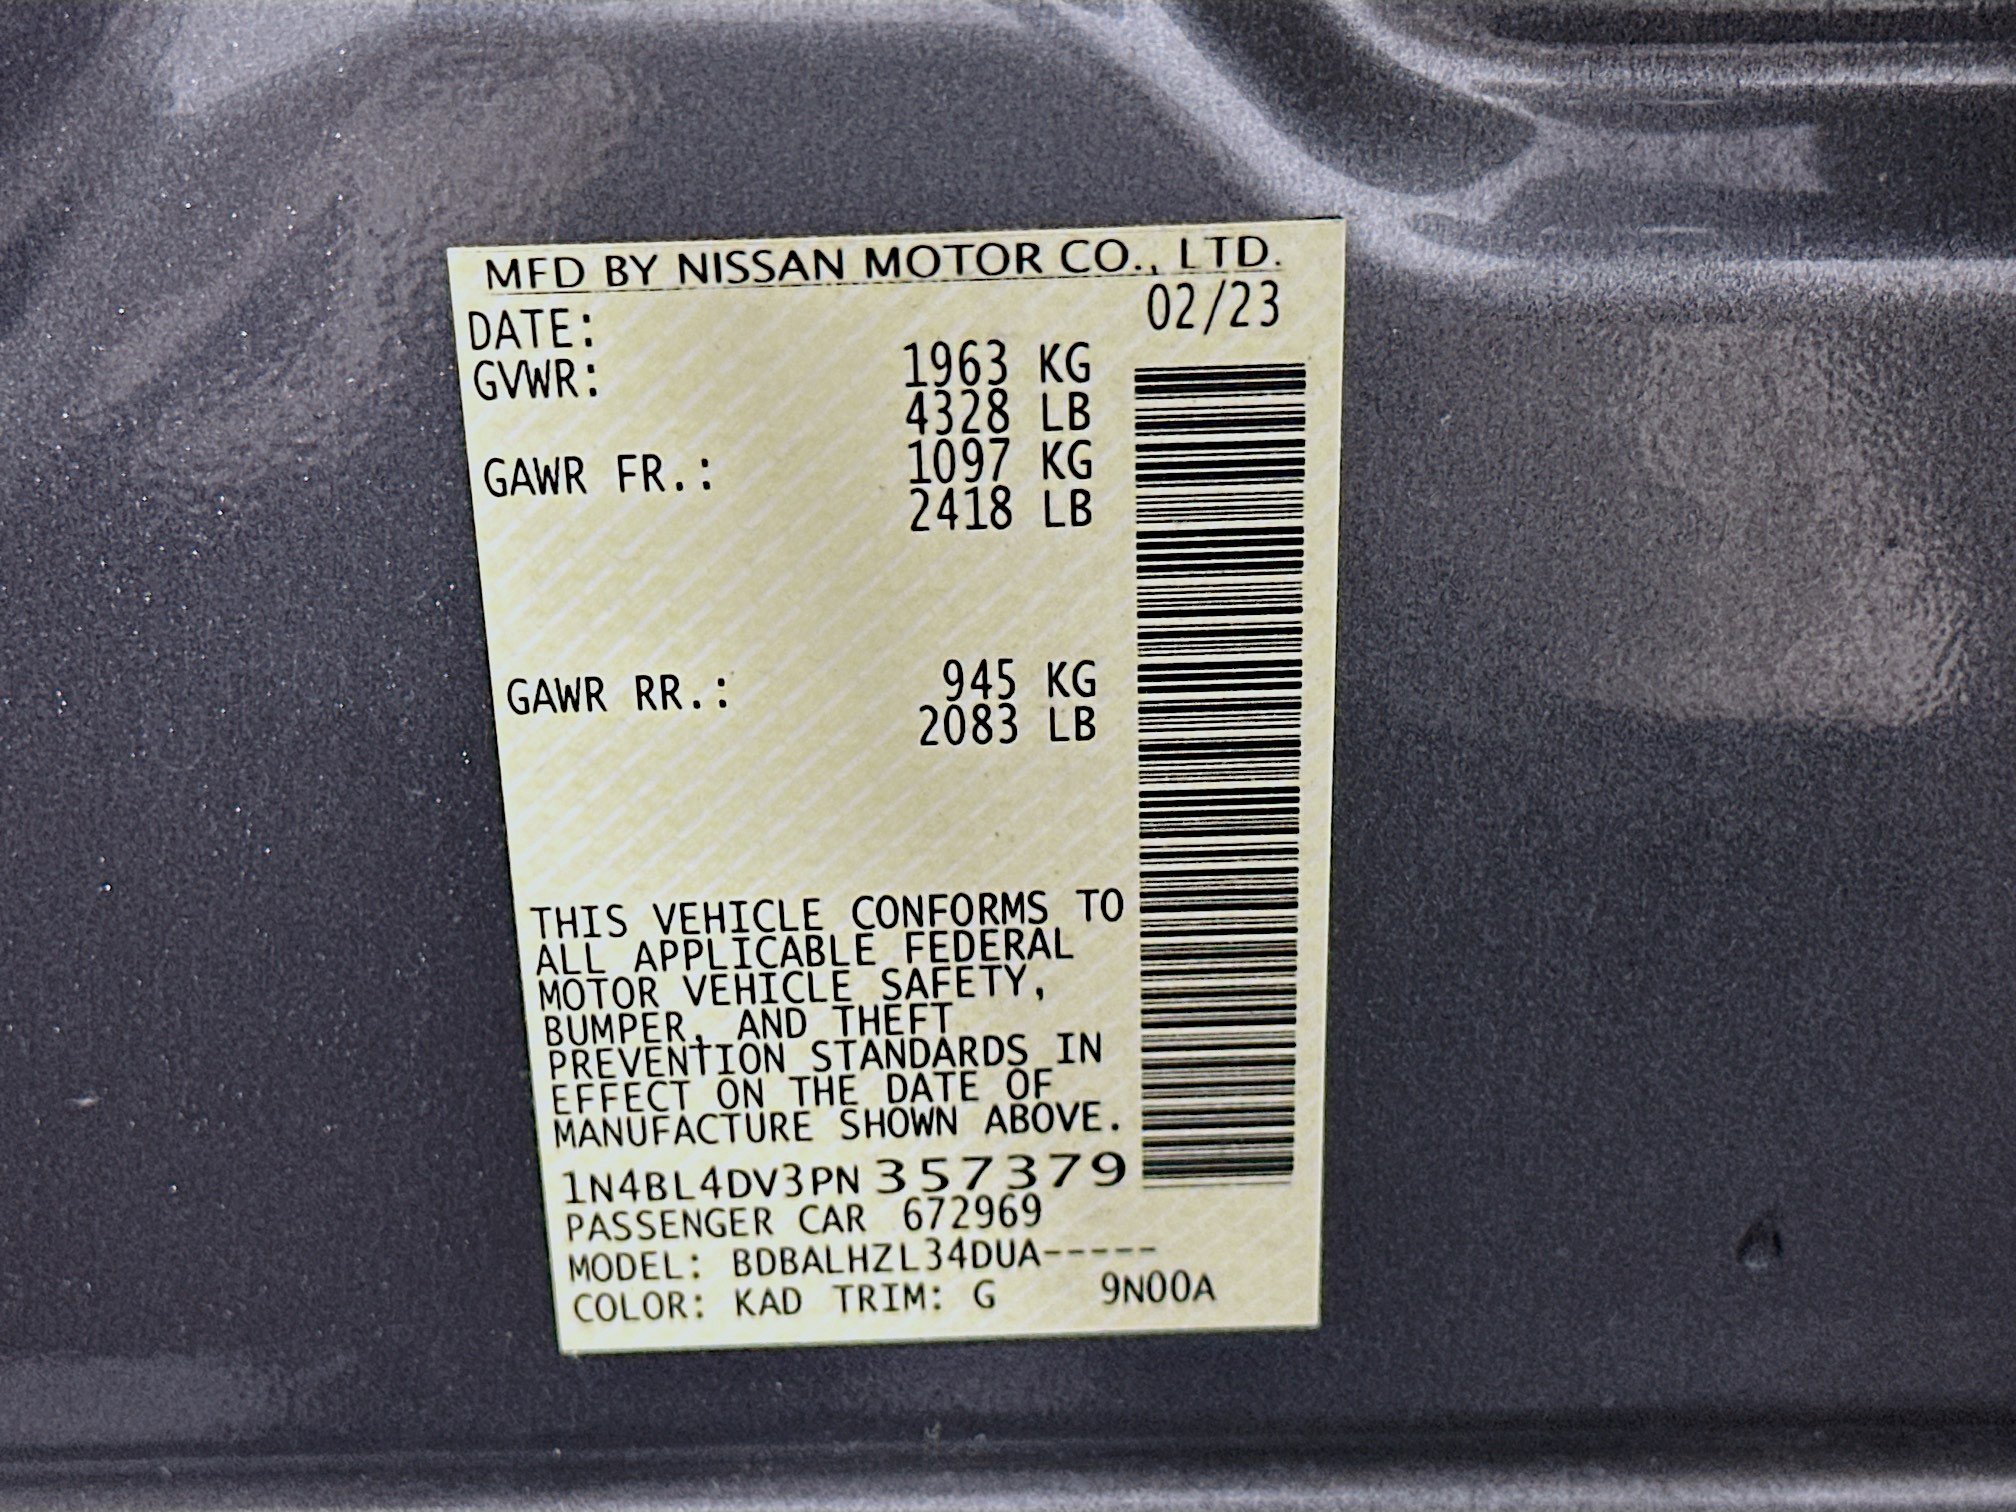 MFD BY NISSAN MOTOR CO., LTD.
DATE: 02/23
GVWR: 1963 KG
4328 LB
GAWR FR.: 1097 KG
2418 LB
GAWR RR.: 945 KG
2083 LB
THIS VEHICLE CONFORMS TO
ALL APPLICABLE FEDERAL
MOTOR VEHICLE SAFETY,
BUMPER, AND THEFT
PREVENTION STANDARDS IN
EFFECT ON THE DATE OF
MANUFACTURE SHOWN ABOVE.
1N4BL4DV3PN 357379
PASSENGER CAR 672969
MODEL: BDBALHZL34DUA-----
COLOR: KAD TRIM: G 9N00A